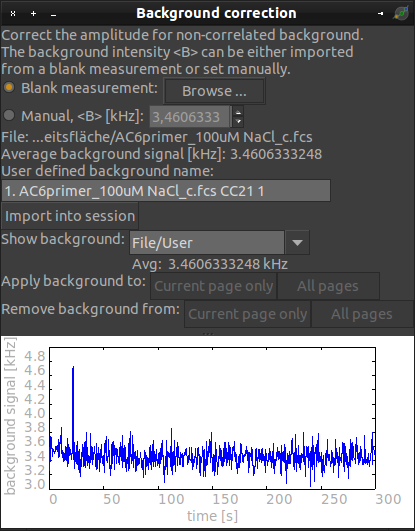 Background correction
Correct the amplitude for non-correlated background.
The background intensity <B> can be either imported
from a blank measurement or set manually.
Blank measurement: Browse ...
Manual, <B> [kHz]: 3,4606333
File: ...eitsfläche/AC6primer_100uM NaCl_c.fcs
Average background signal [kHz]: 3.4606333248
User defined background name:
1. AC6primer_100uM NaCl_c.fcs CC21 1
Import into session
Show background: File/User
Avg: 3.4606333248 kHz
Apply background to: Current page only All pages
Remove background from: Current page only All pages
background signal [kHz]
4.8
4.6
4.4
4.2
4.0
3.8
3.6
3.4
3.2
3.0
0 50 100 150 200 250 300
time [s]